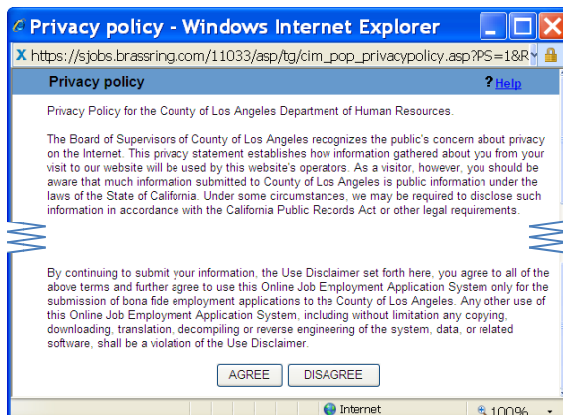 Privacy policy - Windows Internet Explorer
https://sjobs.brassring.com/11033/asp/tg/cim_pop_privacypolicy.asp?PS=1&R
Privacy policy ? Help
Privacy Policy for the County of Los Angeles Department of Human Resources.
The Board of Supervisors of County of Los Angeles recognizes the public's concern about privacy
on the Internet. This privacy statement establishes how information gathered about you from your
visit to our website will be used by this website's operators. As a visitor, however, you should be
aware that much information submitted to County of Los Angeles is public information under the
laws of the State of California. Under some circumstances, we may be required to disclose such
information in accordance with the California Public Records Act or other legal requirements.
By continuing to submit your information, the Use Disclaimer set forth here, you agree to all of the
above terms and further agree to use this Online Job Employment Application System only for the
submission of bona fide employment applications to the County of Los Angeles. Any other use of
this Online Job Employment Application System, including without limitation any copying,
downloading, translation, decompiling or reverse engineering of the system, data, or related
software, shall be a violation of the Use Disclaimer.
AGREE DISAGREE
Internet 100%